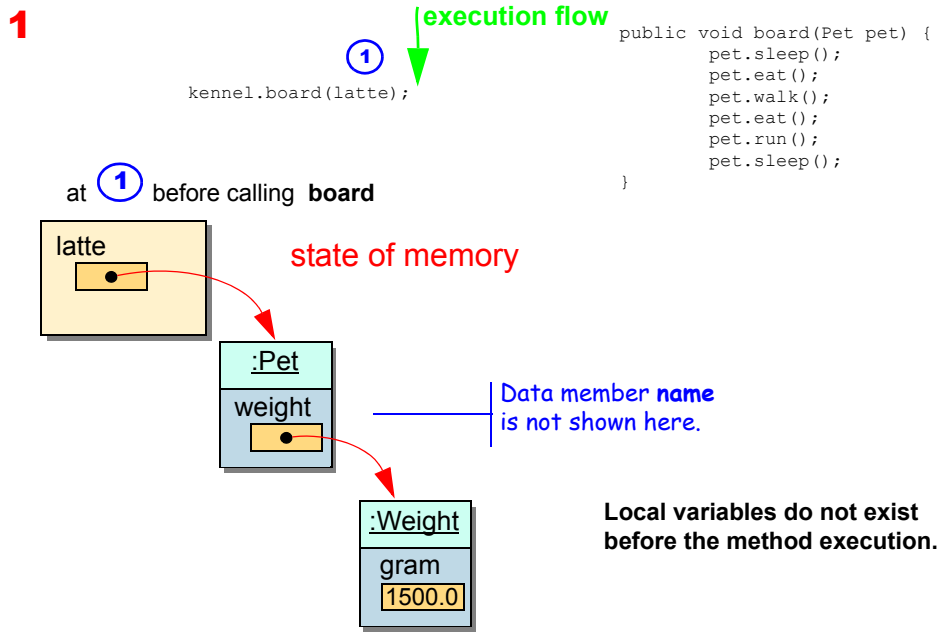 1
execution flow
1
kennel.board(latte);
public void board(Pet pet) {
pet.sleep();
pet.eat();
pet.walk();
pet.eat();
pet.run();
pet.sleep();
}
at 1 before calling board
latte
state of memory
:Pet
weight
Data member name
is not shown here.
:Weight
gram
1500.0
Local variables do not exist
before the method execution.